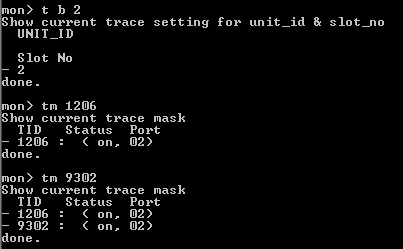 mon> t b 2
Show current trace setting for unit_id & slot_no
  UNIT_ID

  Slot No
- 2
done.

mon> tm 1206
Show current trace mask
  TID   Status  Port
- 1206 :  ( on, 02)
done.

mon> tm 9302
Show current trace mask
  TID   Status  Port
- 1206 :  ( on, 02)
- 9302 :  ( on, 02)
done.